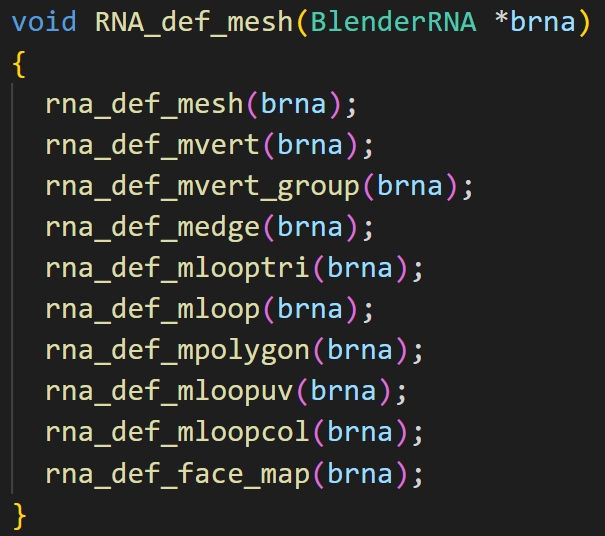 void RNA_def_mesh(BlenderRNA *brna)
{
  rna_def_mesh(brna);
  rna_def_mvert(brna);
  rna_def_mvert_group(brna);
  rna_def_medge(brna);
  rna_def_mlooptri(brna);
  rna_def_mloop(brna);
  rna_def_mpolygon(brna);
  rna_def_mloopuv(brna);
  rna_def_mloopcol(brna);
  rna_def_face_map(brna);
}